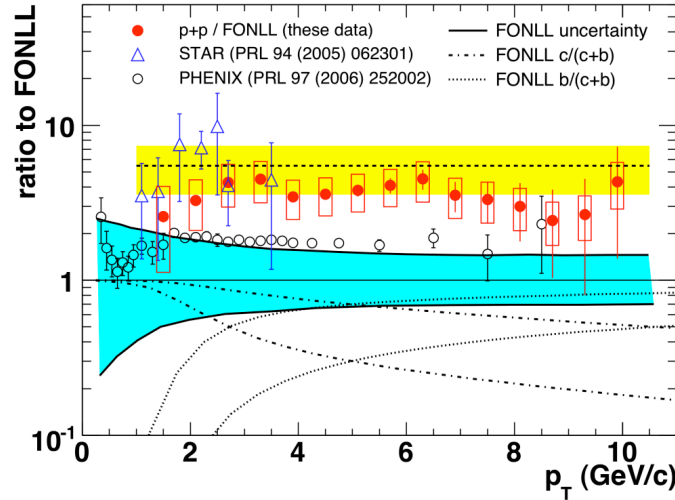 p+p / FONLL (these data)
STAR (PRL 94 (2005) 062301)
PHENIX (PRL 97 (2006) 252002)
FONLL uncertainty
FONLL c/(c+b)
FONLL b/(c+b)
ratio to FONLL
10
1
10-1
0 2 4 6 8 10
pT (GeV/c)